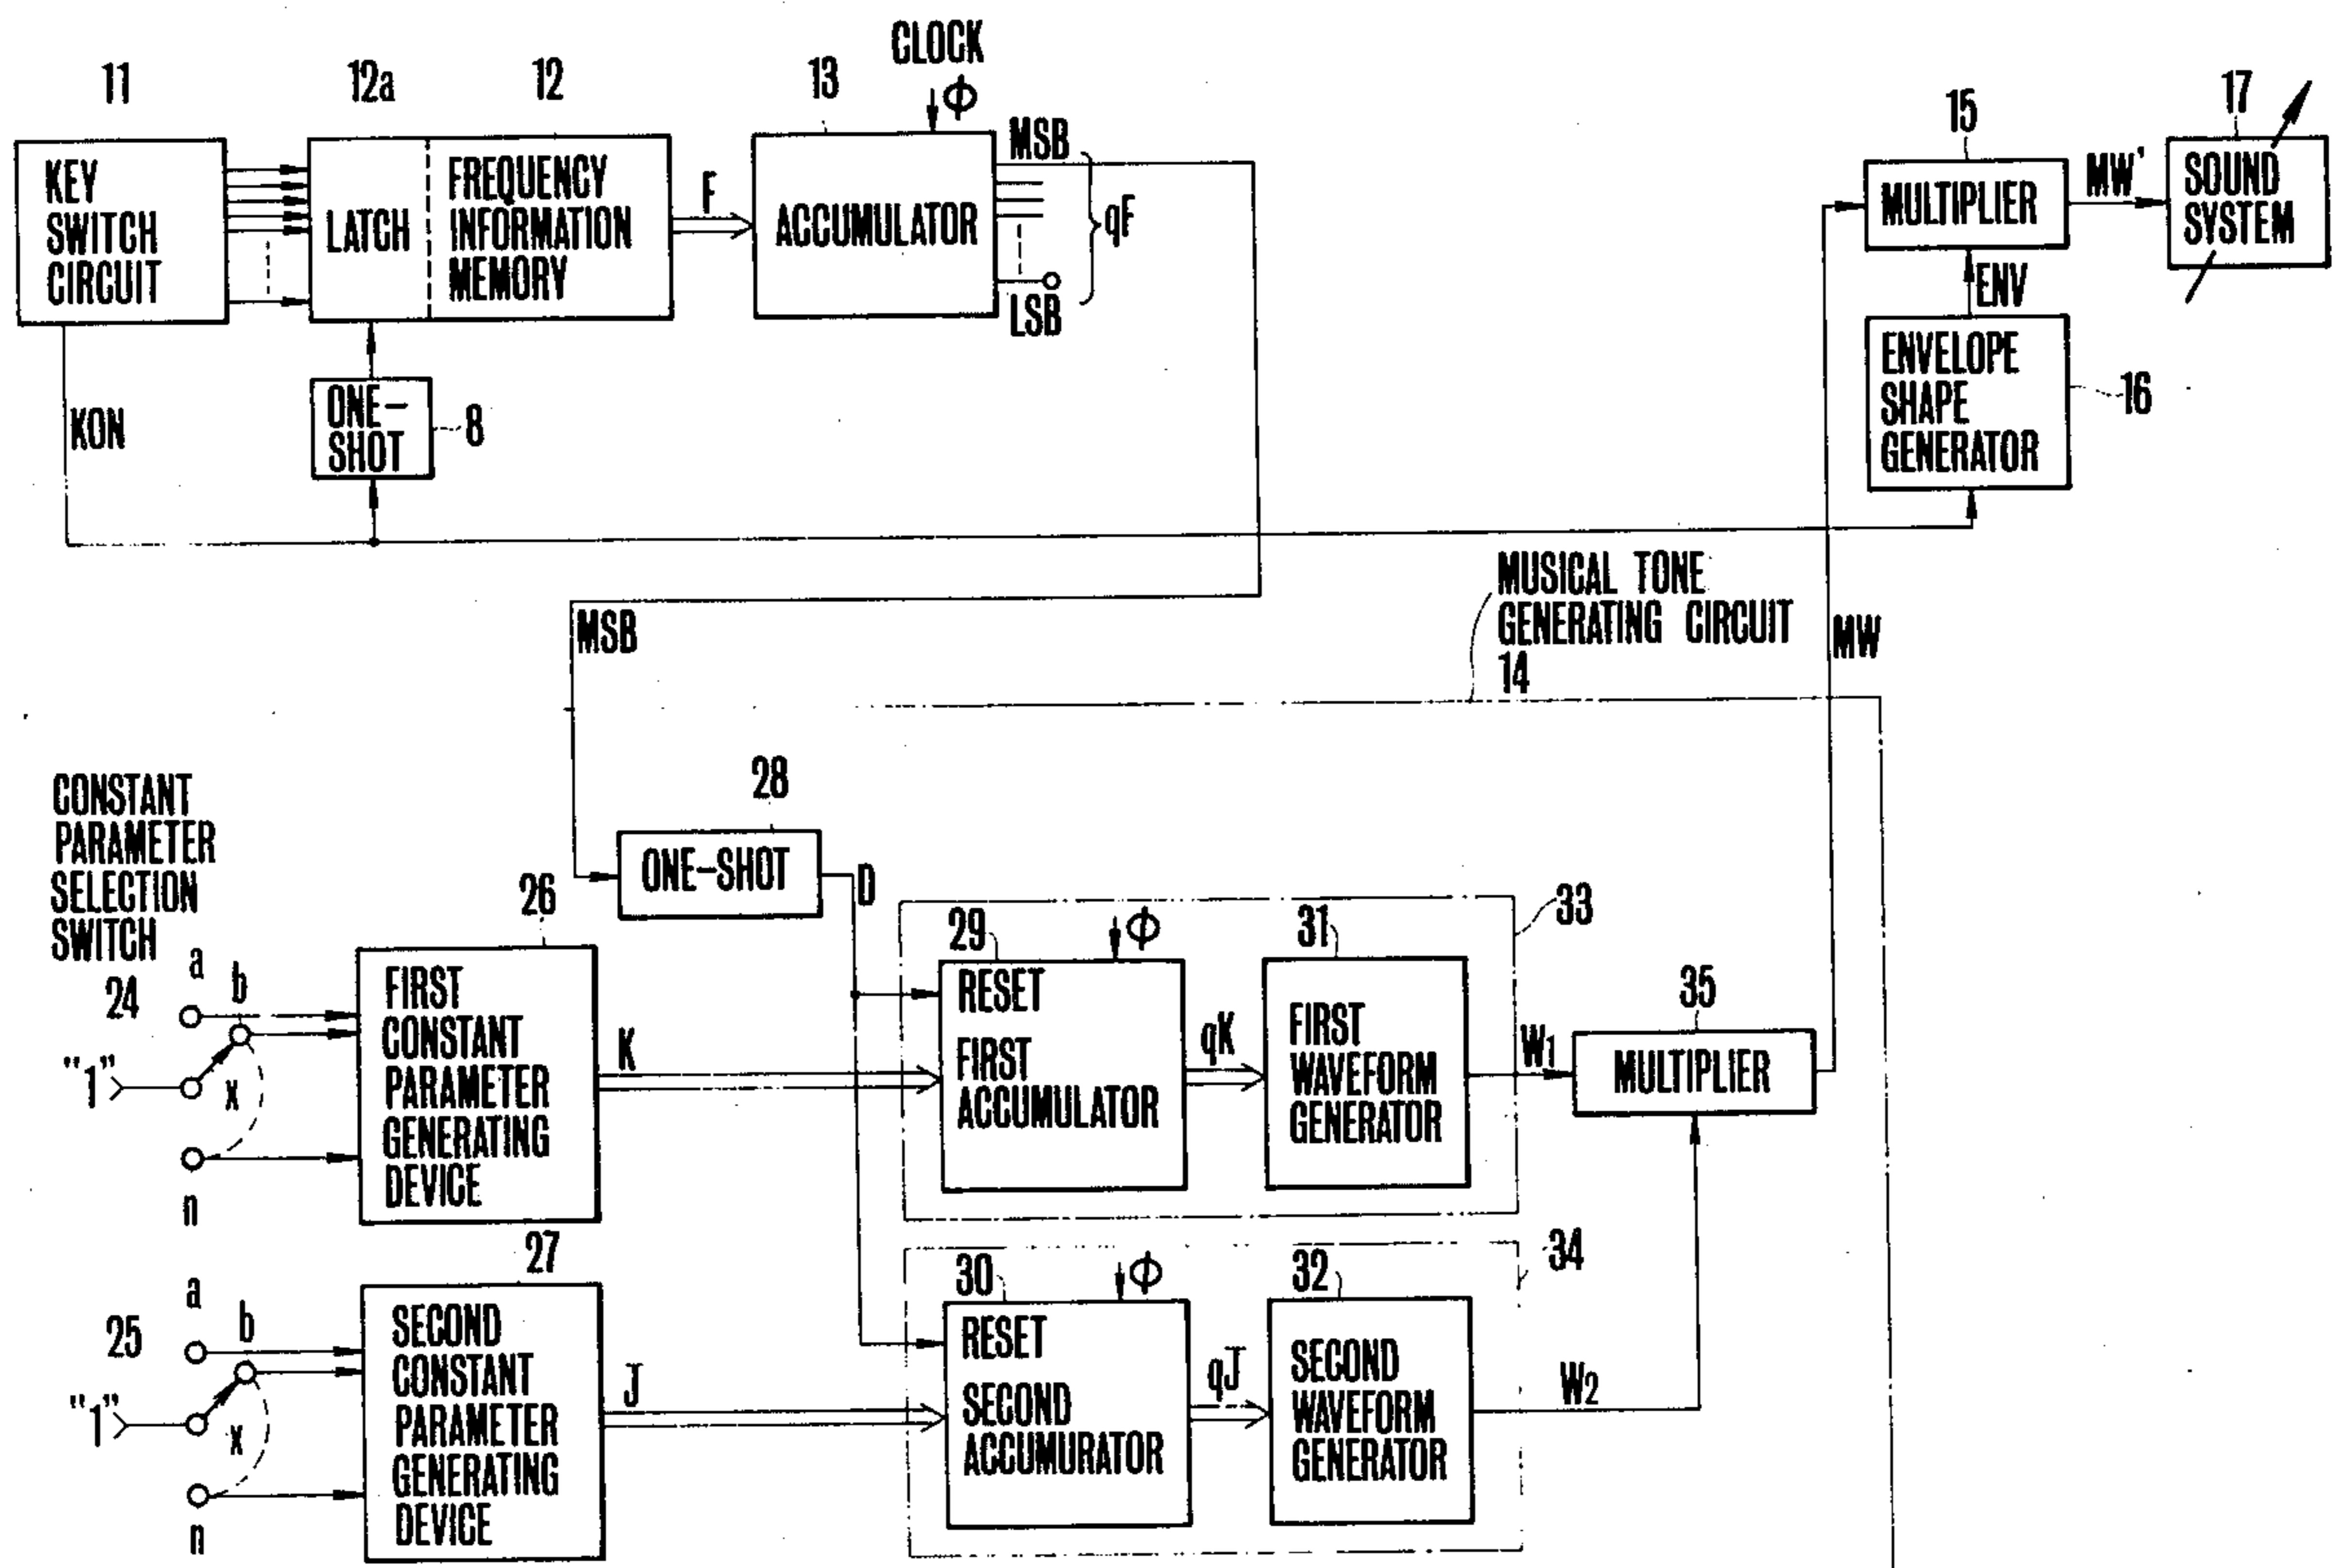 11
KEY
SWITCH
CIRCUIT
12a
LATCH
12
FREQUENCY
INFORMATION
MEMORY
F
13
CLOCK
Φ
ACCUMULATOR
MSB
qF
LSB
15
MULTIPLIER
MW'
17
SOUND
SYSTEM
ENV
ENVELOPE
SHAPE
GENERATOR
16
KON
ONE-
SHOT
8
MSB
MUSICAL TONE
GENERATING CIRCUIT
14
MW
CONSTANT
PARAMETER
SELECTION
SWITCH
24
a
b
"1"
x
n
26
FIRST
CONSTANT
PARAMETER
GENERATING
DEVICE
K
28
ONE-SHOT
D
33
29
Φ
RESET
FIRST
ACCUMULATOR
qK
31
FIRST
WAVEFORM
GENERATOR
W1
35
MULTIPLIER
25
a
b
"1"
x
n
27
SECOND
CONSTANT
PARAMETER
GENERATING
DEVICE
J
34
30
Φ
RESET
SECOND
ACCUMURATOR
qJ
32
SECOND
WAVEFORM
GENERATOR
W2